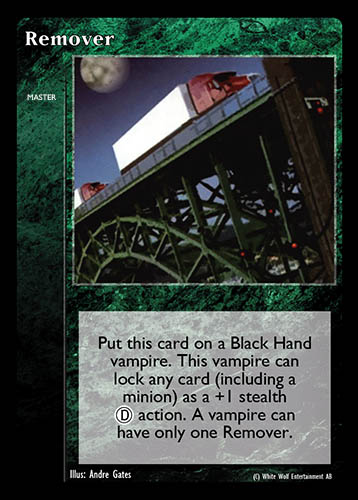 Remover
MASTER
Put this card on a Black Hand
vampire. This vampire can
lock any card (including a
minion) as a +1 stealth
Ⓓ action. A vampire can
have only one Remover.
Illus: Andre Gates
(C) White Wolf Entertainment AB